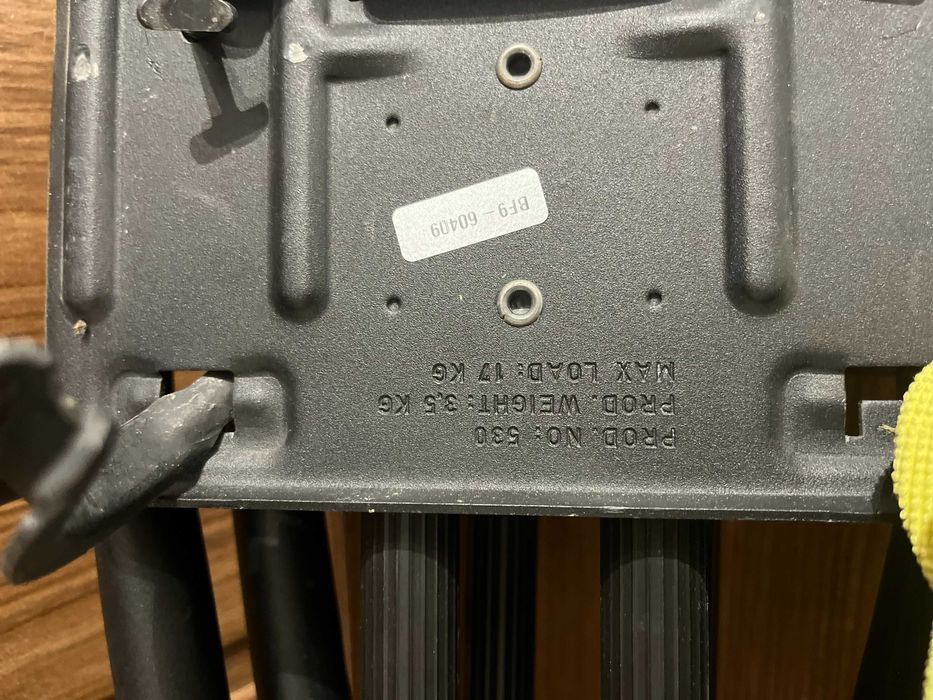 PROD. NO: 530
PROD. WEIGHT: 3,5 KG
MAX LOAD: 17 KG
BF9 – 60409